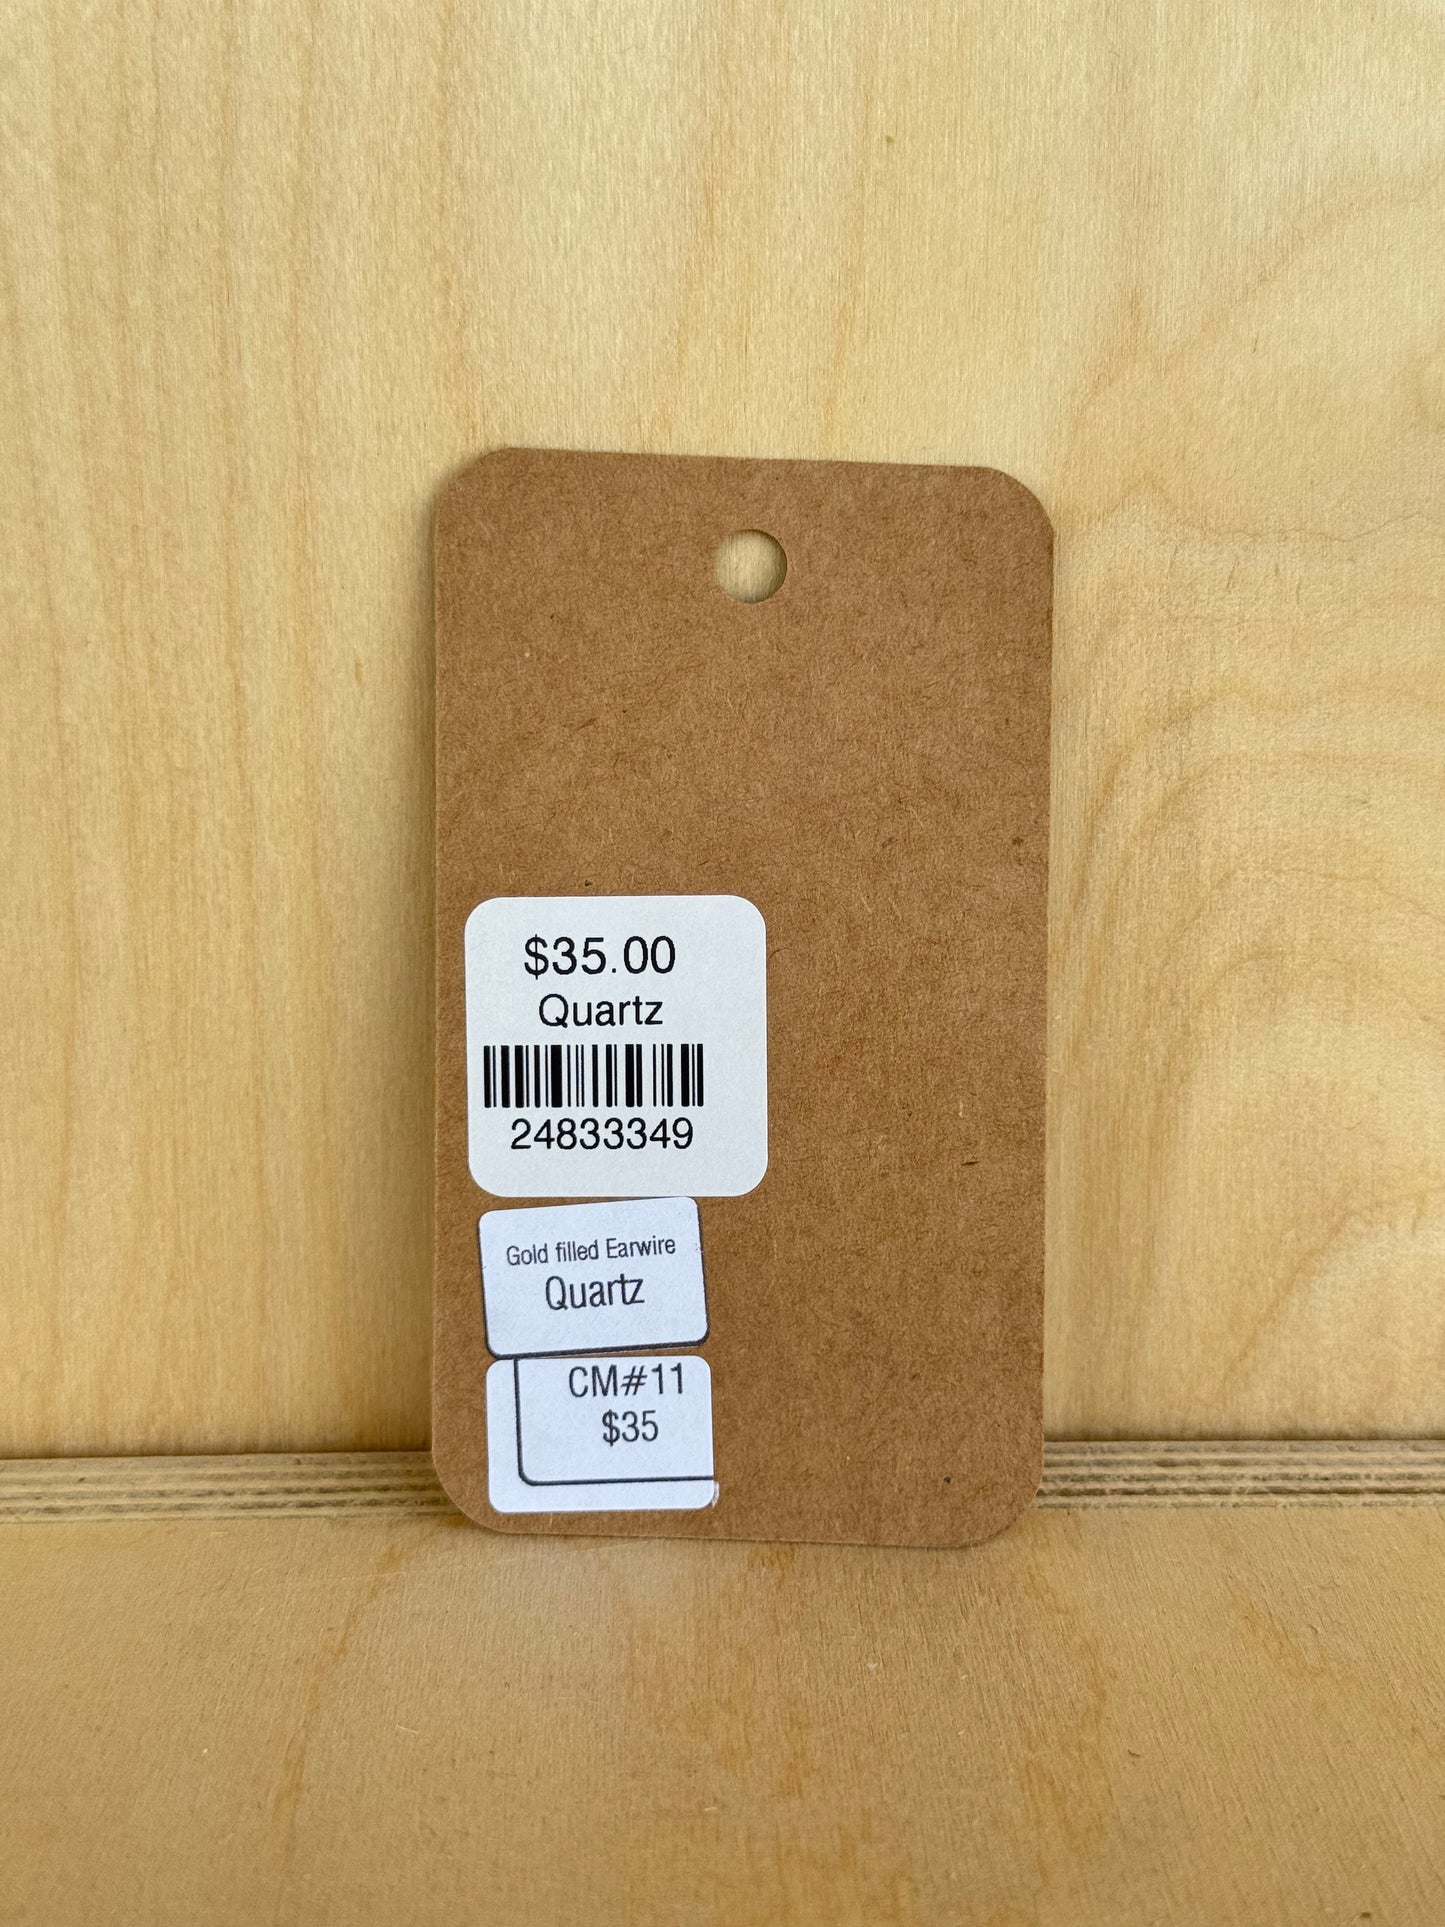 $35.00
Quartz
24833349
Gold filled Earwire
Quartz
CM#11
$35